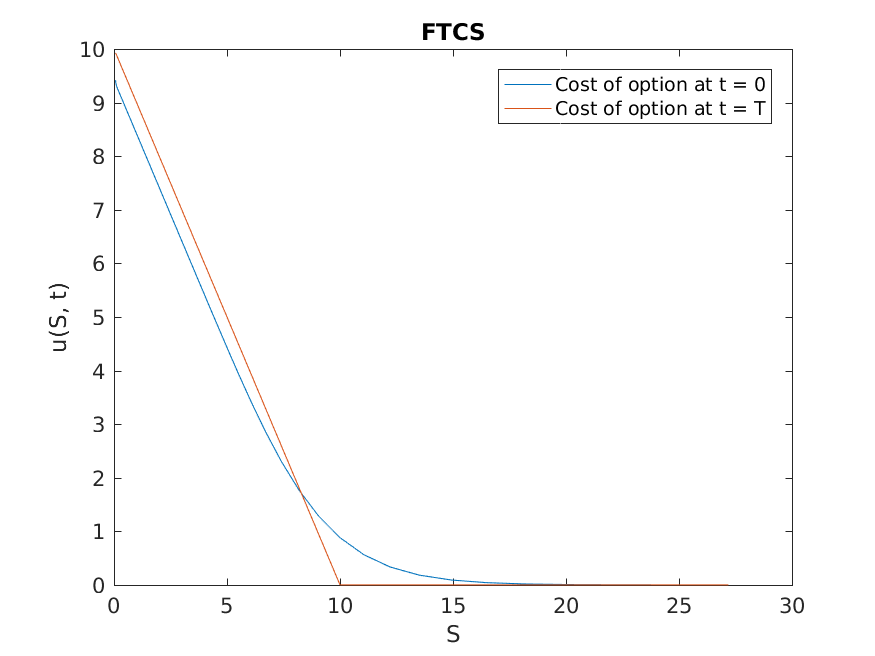 FTCS
Cost of option at t = 0
Cost of option at t = T
u(S, t)
10
9
8
7
6
5
4
3
2
1
0
0 5 10 15 20 25 30
S